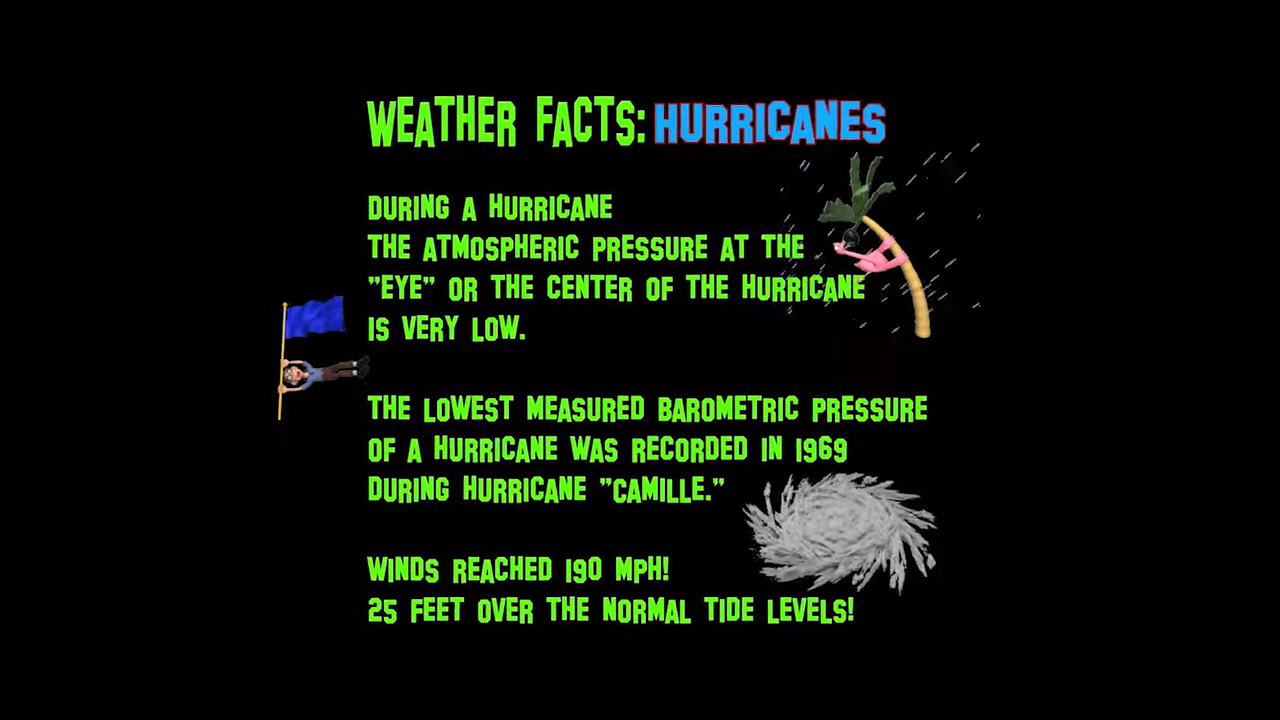 WEATHER FACTS: HURRICANES
DURING A HURRICANE
THE ATMOSPHERIC PRESSURE AT THE
"EYE" OR THE CENTER OF THE HURRICANE
IS VERY LOW.
THE LOWEST MEASURED BAROMETRIC PRESSURE
OF A HURRICANE WAS RECORDED IN 1969
DURING HURRICANE "CAMILLE."
WINDS REACHED 190 MPH!
25 FEET OVER THE NORMAL TIDE LEVELS!